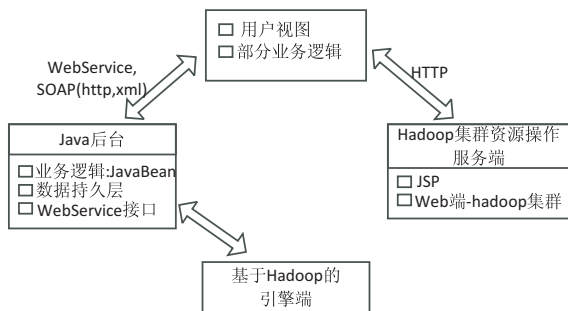 用户视图
部分业务逻辑
WebService,
SOAP(http,xml)
HTTP
Java后台
业务逻辑:JavaBean
数据持久层
WebService接口
Hadoop集群资源操作
服务端
JSP
Web端-hadoop集群
基于Hadoop的
引擎端